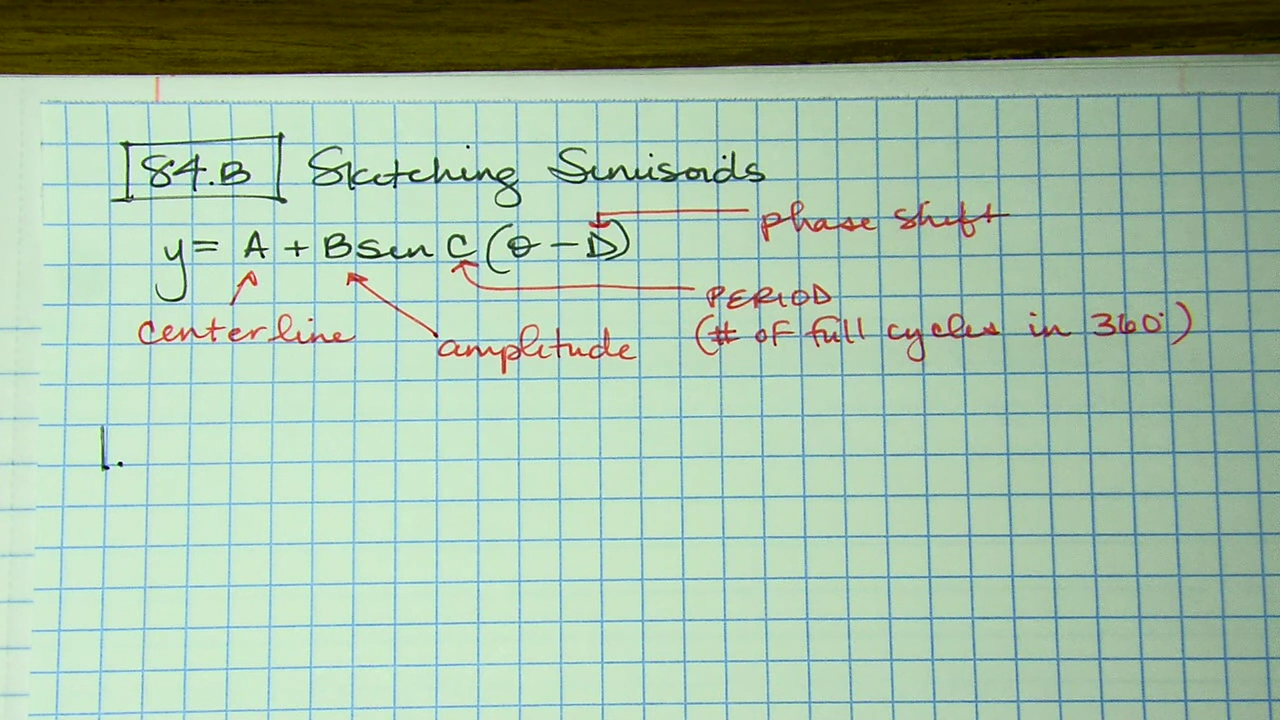 84.B Sketching Sinusoids
phase shift
y = A + B sin C (θ - D)
PERIOD
centerline amplitude (# of full cycles in 360°)
1.